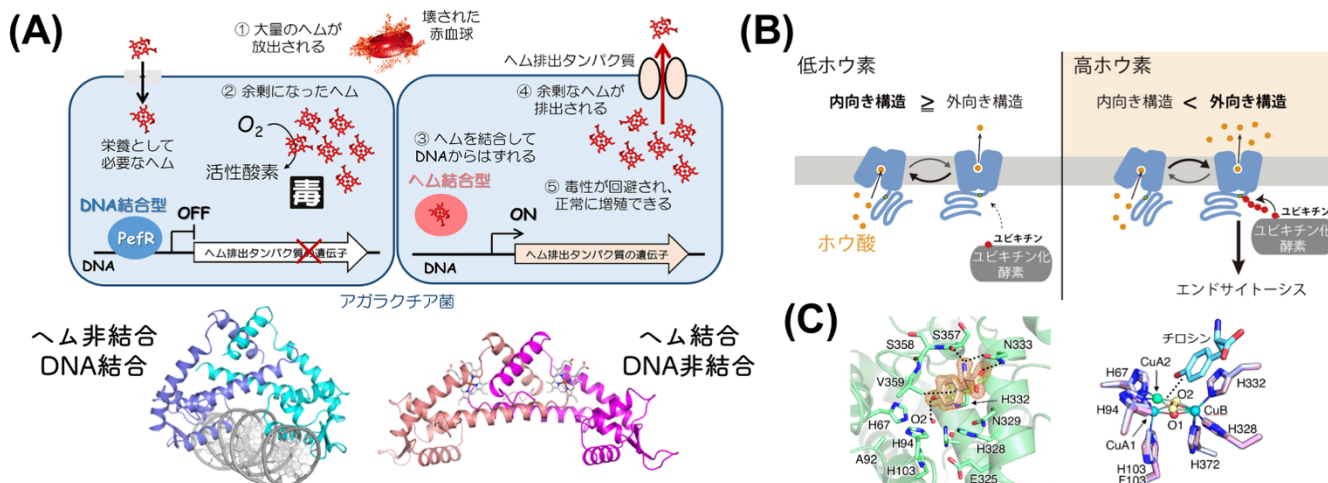 (A)
① 大量のヘムが
放出される
壊された
赤血球
ヘム排出タンパク質
② 余剰になったヘム
O₂
活性酸素
毒
栄養として
必要なヘム
DNA結合型
PefR
OFF
ヘム排出タンパク質の遺伝子
DNA
④ 余剰なヘムが
排出される
③ ヘムを結合して
DNAからはずれる
ヘム結合型
⑤ 毒性が回避され、
正常に増殖できる
ON
ヘム排出タンパク質の遺伝子
DNA
アガラクチア菌
ヘム非結合
DNA結合
ヘム結合
DNA非結合
(B)
低ホウ素
内向き構造 ≧ 外向き構造
ホウ酸
ユビキチン
ユビキチン化
酵素
高ホウ素
内向き構造 < 外向き構造
ユビキチン
ユビキチン化
酵素
エンドサイトーシス
(C)
S357
S358
N333
V359
H332
H67
O2
N329
H94
H328
A92
H103
E325
チロシン
CuA2
H67
O2
H332
H94
CuB
O1
CuA1
H328
H103
F103
H372